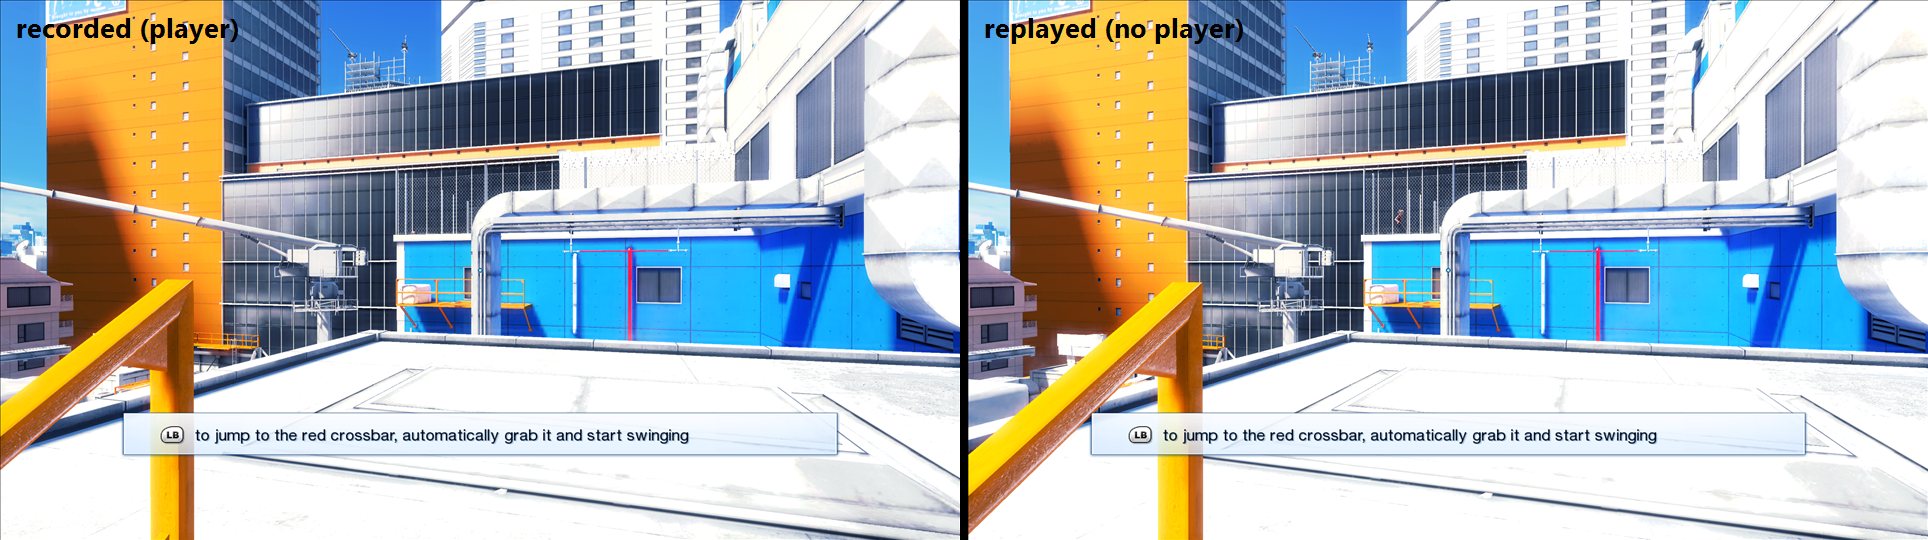 recorded (player)
LB to jump to the red crossbar, automatically grab it and start swinging
replayed (no player)
LB to jump to the red crossbar, automatically grab it and start swinging